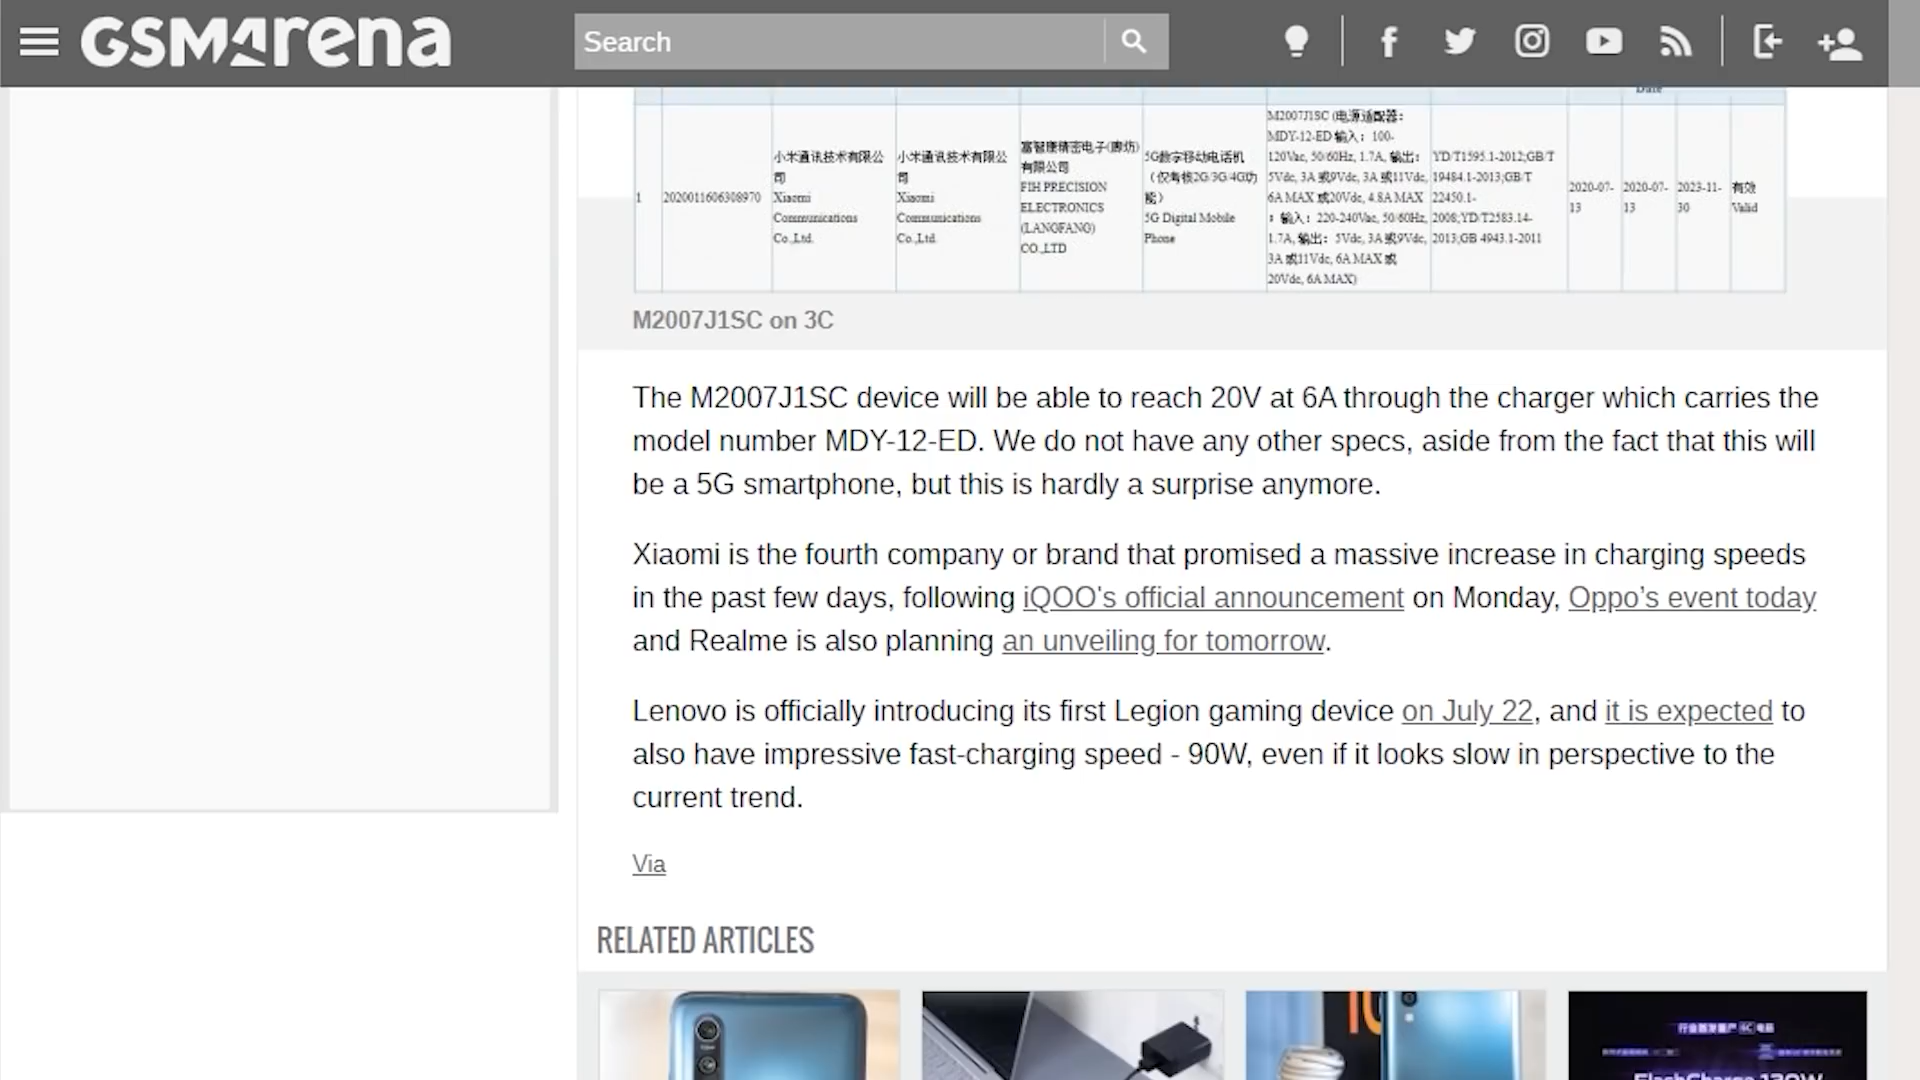 GSMArena
Search
Date
1
2020011606308970
小米通讯技术有限公
司
Xiaomi
Communications
Co.,Ltd.
小米通讯技术有限公
司
Xiaomi
Communications
Co.,Ltd.
富智康精密电子(廊坊)
有限公司
FIH PRECISION
ELECTRONICS
(LANGFANG)
CO.,LTD
5G数字移动电话机
（仅考核2G/3G/4G功
能）
5G Digital Mobile
Phone
M2007J1SC (电源适配器：
MDY-12-ED 输入：100-
120Vac, 50/60Hz, 1.7A, 输出：
5Vdc, 3A 或9Vdc, 3A 或11Vdc,
6A MAX 或20Vdc, 4.8A MAX
；输入：220-240Vac, 50/60Hz,
1.7A, 输出：5Vdc, 3A 或9Vdc,
3A 或11Vdc, 6A MAX 或
20Vdc, 6A MAX)
YD/T1595.1-2012;GB/T
19484.1-2013;GB/T
22450.1-
2008;YD/T2583.14-
2013;GB 4943.1-2011
2020-07-
13
2020-07-
13
2023-11-
30
有效
Valid
M2007J1SC on 3C
The M2007J1SC device will be able to reach 20V at 6A through the charger which carries the
model number MDY-12-ED. We do not have any other specs, aside from the fact that this will
be a 5G smartphone, but this is hardly a surprise anymore.
Xiaomi is the fourth company or brand that promised a massive increase in charging speeds
in the past few days, following iQOO's official announcement on Monday, Oppo’s event today
and Realme is also planning an unveiling for tomorrow.
Lenovo is officially introducing its first Legion gaming device on July 22, and it is expected to
also have impressive fast-charging speed - 90W, even if it looks slow in perspective to the
current trend.
Via
RELATED ARTICLES
FlashCharge 120W